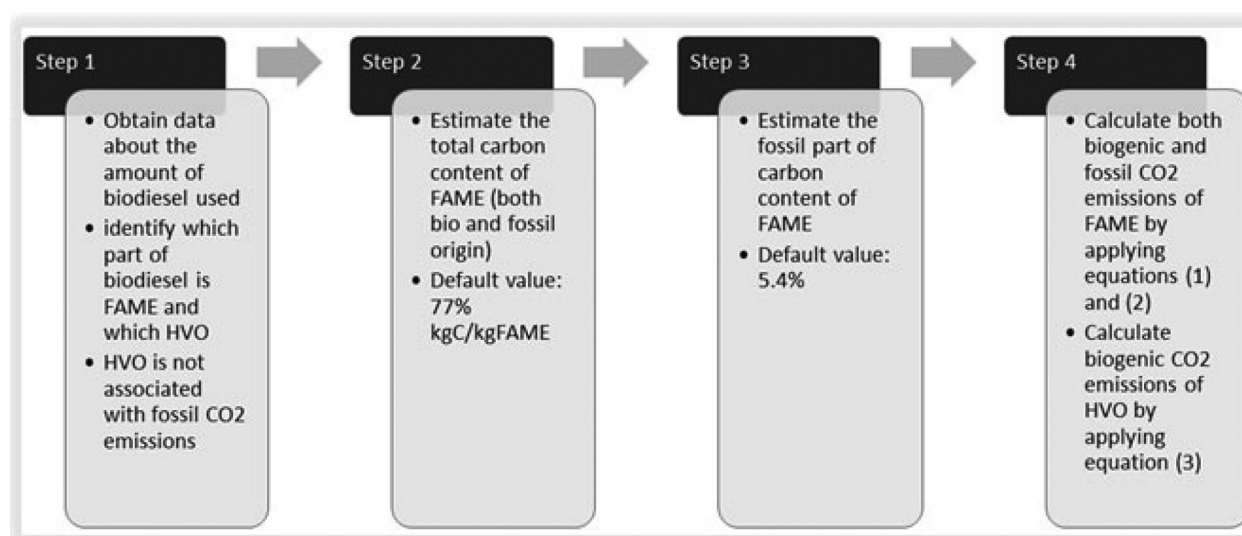 Step 1
• Obtain data
about the
amount of
biodiesel used
• identify which
part of
biodiesel is
FAME and
which HVO
• HVO is not
associated
with fossil CO2
emissions
Step 2
• Estimate the
total carbon
content of
FAME (both
bio and fossil
origin)
• Default value:
77%
kgC/kgFAME
Step 3
• Estimate the
fossil part of
carbon
content of
FAME
• Default value:
5.4%
Step 4
• Calculate both
biogenic and
fossil CO2
emissions of
FAME by
applying
equations (1)
and (2)
• Calculate
biogenic CO2
emissions of
HVO by
applying
equation (3)